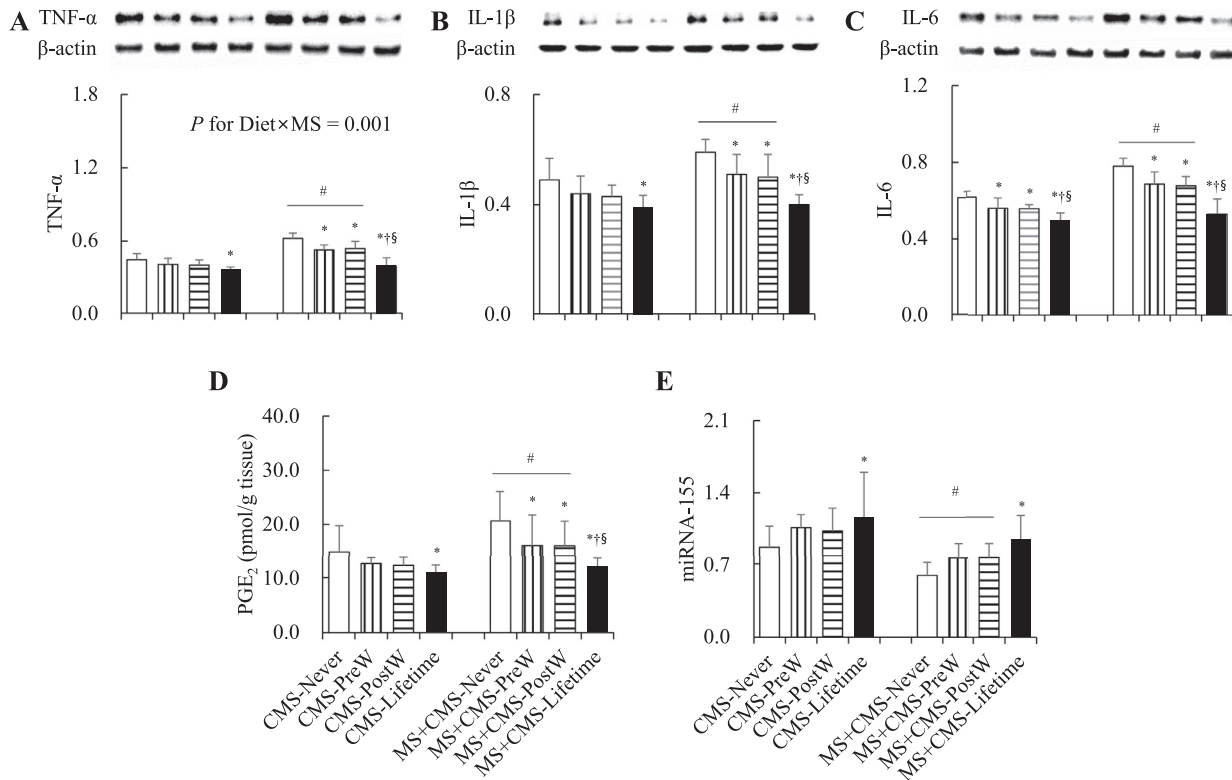 A
TNF-α
β-actin
1.8
1.2
0.6
0.0
TNF-α
P for Diet×MS = 0.001
*
#
*
*
*†§
B
IL-1β
β-actin
0.8
0.4
0.0
IL-1β
*
#
*
*
*†§
C
IL-6
β-actin
1.2
0.8
0.4
0.0
IL-6
*
*
*†§
#
*
*
*†§
D
40.0
30.0
20.0
10.0
0.0
PGE₂ (pmol/g tissue)
*
#
*
*
*†§
CMS-Never
CMS-PreW
CMS-PostW
CMS-Lifetime
MS+CMS-Never
MS+CMS-PreW
MS+CMS-PostW
MS+CMS-Lifetime
E
2.1
1.4
0.7
0.0
miRNA-155
*
#
*
CMS-Never
CMS-PreW
CMS-PostW
CMS-Lifetime
MS+CMS-Never
MS+CMS-PreW
MS+CMS-PostW
MS+CMS-Lifetime